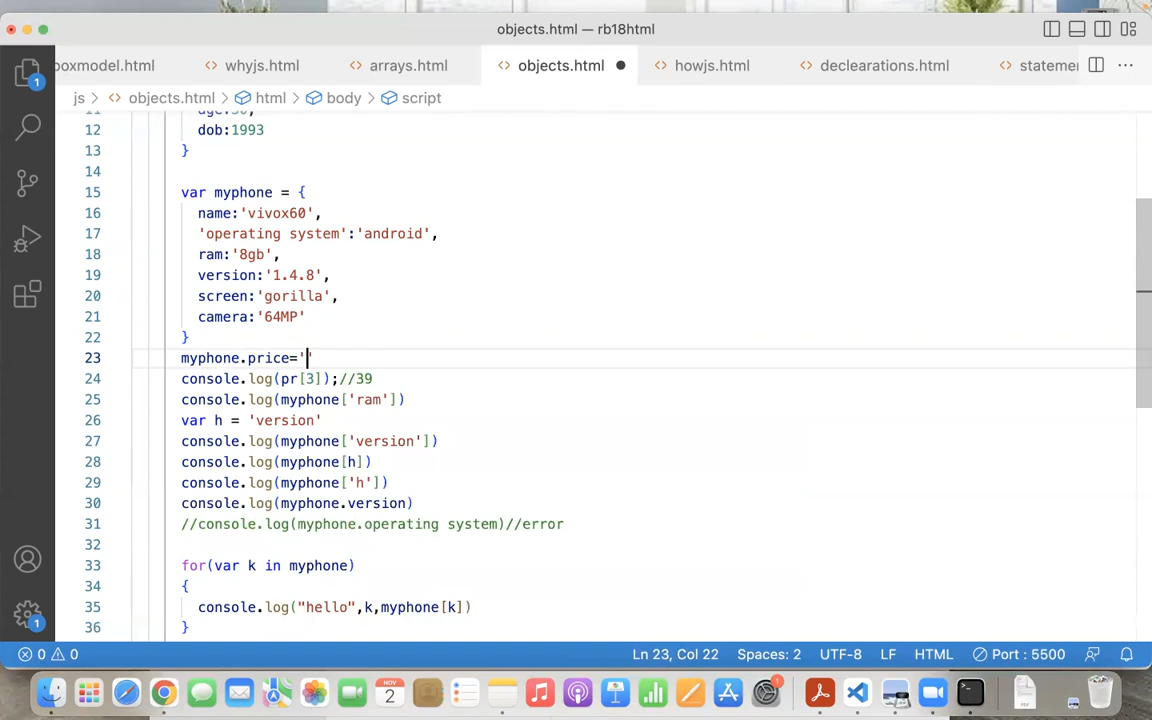 objects.html — rb18html
boxmodel.html
whyjs.html
arrays.html
objects.html
howjs.html
declearations.html
statemen
js > objects.html > html > body > script
11 age:30,
12 dob:1993
13 }
14
15 var myphone = {
16 name:'vivox60',
17 'operating system':'android',
18 ram:'8gb',
19 version:'1.4.8',
20 screen:'gorilla',
21 camera:'64MP'
22 }
23 myphone.price=''
24 console.log(pr[3]);//39
25 console.log(myphone['ram'])
26 var h = 'version'
27 console.log(myphone['version'])
28 console.log(myphone[h])
29 console.log(myphone['h'])
30 console.log(myphone.version)
31 //console.log(myphone.operating system)//error
32
33 for(var k in myphone)
34 {
35 console.log("hello",k,myphone[k])
36 }
1
1
0 0
Ln 23, Col 22
Spaces: 2
UTF-8
LF
HTML
Port : 5500
NOV
2
1